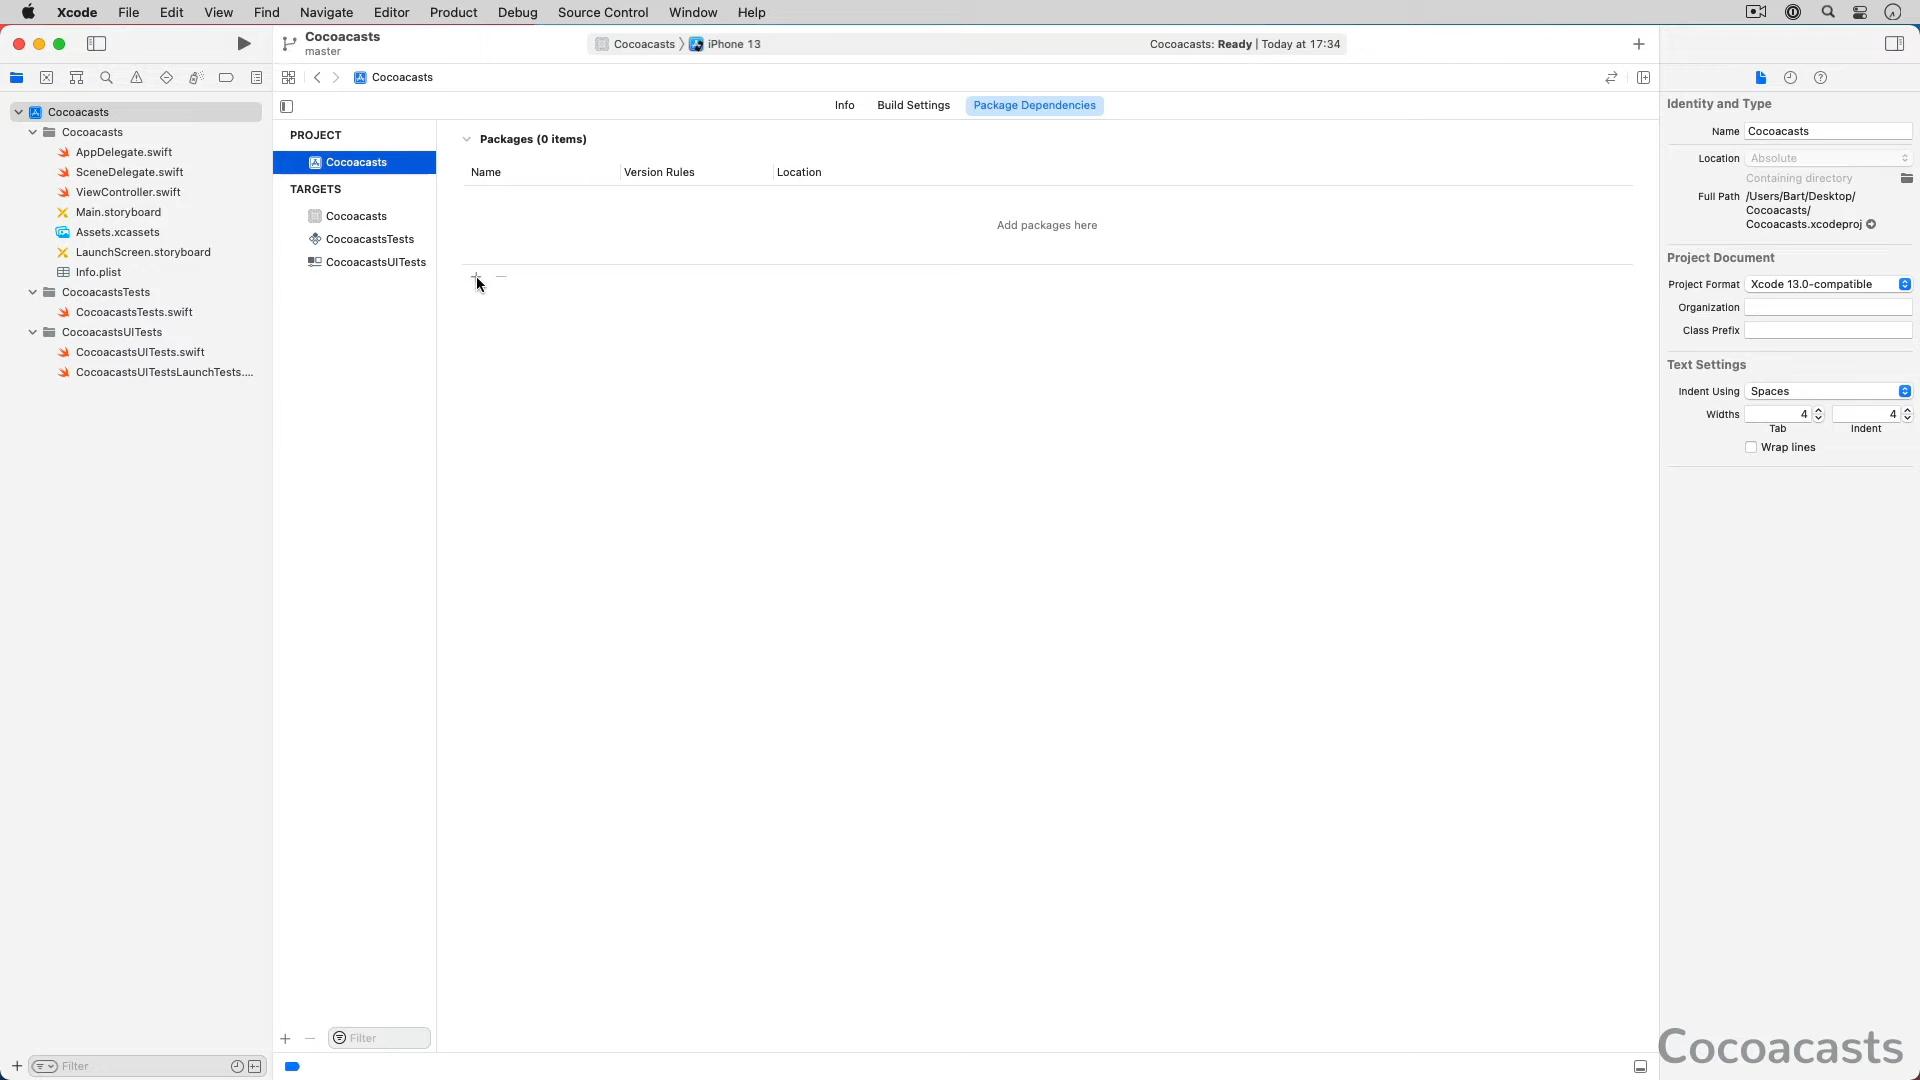 Xcode File Edit View Find Navigate Editor Product Debug Source Control Window Help
Cocoacasts
master
Cocoacasts iPhone 13
Cocoacasts: Ready | Today at 17:34
Cocoacasts
Cocoacasts
Cocoacasts
AppDelegate.swift
SceneDelegate.swift
ViewController.swift
Main.storyboard
Assets.xcassets
LaunchScreen.storyboard
Info.plist
CocoacastsTests
CocoacastsTests.swift
CocoacastsUITests
CocoacastsUITests.swift
CocoacastsUITestsLaunchTests....
Filter
Info Build Settings Package Dependencies
PROJECT
Cocoacasts
TARGETS
Cocoacasts
CocoacastsTests
CocoacastsUITests
Filter
Packages (0 items)
Name Version Rules Location
Add packages here
Identity and Type
Name Cocoacasts
Location Absolute
Containing directory
Full Path /Users/Bart/Desktop/
Cocoacasts/
Cocoacasts.xcodeproj
Project Document
Project Format Xcode 13.0-compatible
Organization
Class Prefix
Text Settings
Indent Using Spaces
Widths 4 4
Tab Indent
Wrap lines
Cocoacasts